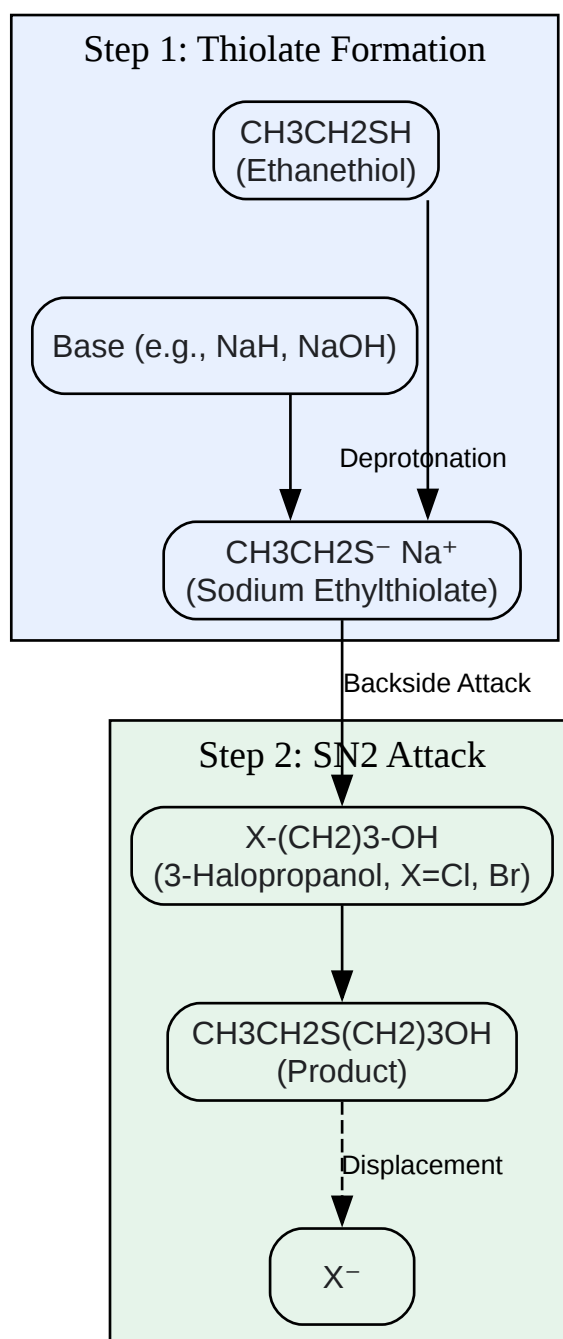 Step 1: Thiolate Formation
CH3CH2SH
(Ethanethiol)
Base (e.g., NaH, NaOH)
Deprotonation
CH3CH2S⁻ Na⁺
(Sodium Ethylthiolate)
Backside Attack
Step 2: SN2 Attack
X-(CH2)3-OH
(3-Halopropanol, X=Cl, Br)
CH3CH2S(CH2)3OH
(Product)
Displacement
X⁻